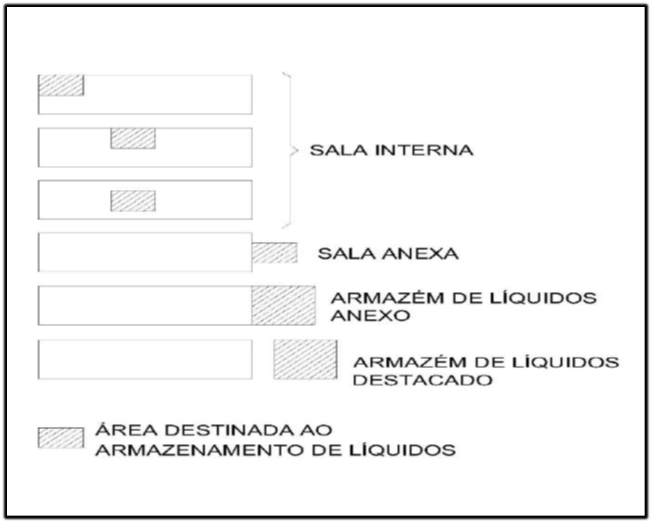 SALA INTERNA
SALA ANEXA
ARMAZÉM DE LÍQUIDOS
ANEXO
ARMAZÉM DE LÍQUIDOS
DESTACADO
ÁREA DESTINADA AO
ARMAZENAMENTO DE LÍQUIDOS